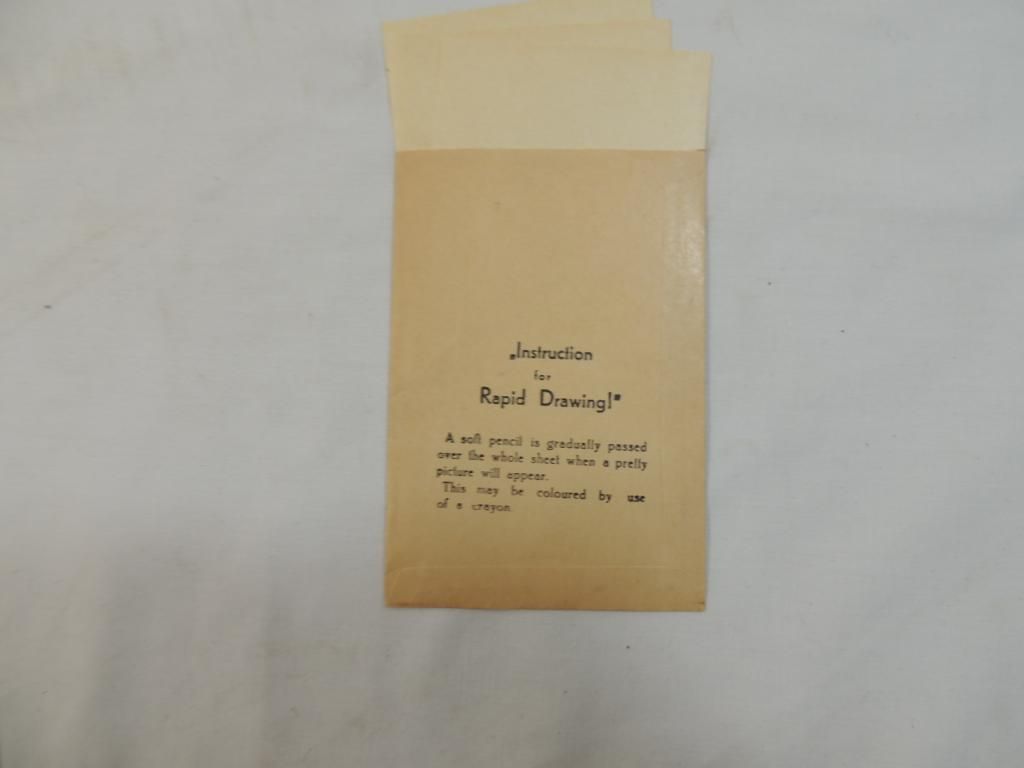 „Instruction
for
Rapid Drawing!"
A soft pencil is gradually passed
over the whole sheet when a pretty
picture will appear.
This may be coloured by use
of a crayon.